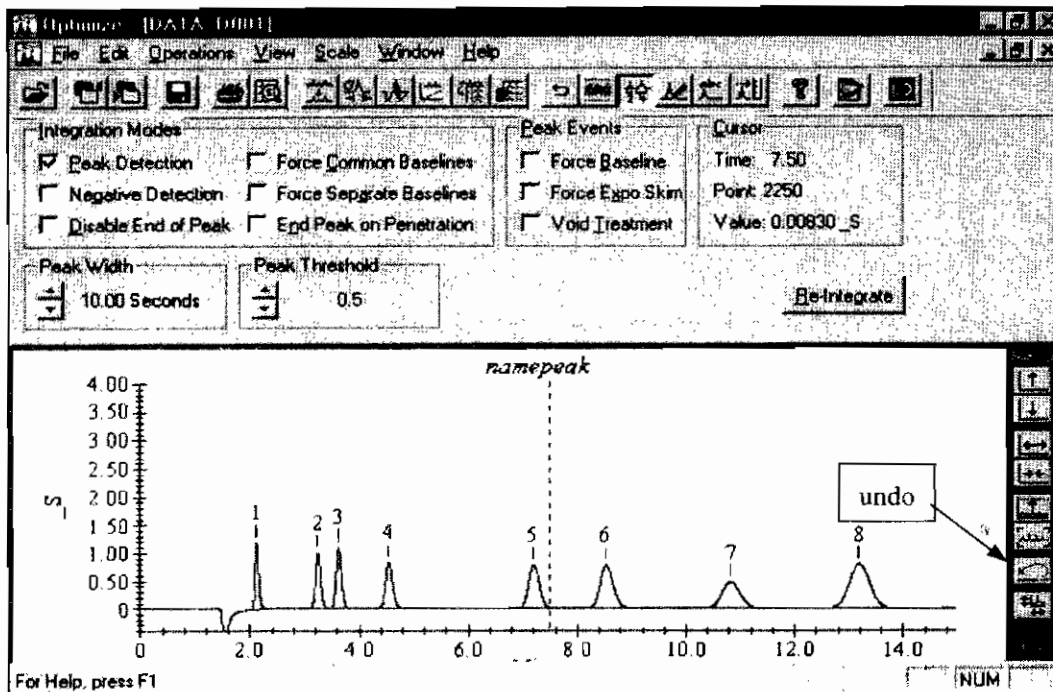 Optimize - [DATA_D001]
File Edit Operations View Scale Window Help
Integration Modes
Peak Detection Force Common Baselines
Negative Detection Force Separate Baselines
Disable End of Peak End Peak on Penetration
Peak Events
Force Baseline
Force Expo Skim
Void Treatment
Cursor
Time: 7.50
Point: 2250
Value: 0.00830 _S
Peak Width
10.00 Seconds
Peak Threshold
0.5
Re-Integrate
namepeak
4.00
3.50
3.00
2.50
2.00
1.50
1.00
0.50
0
_S
1 2 3 4 5 6 7 8
undo
0 2.0 4.0 6.0 8.0 10.0 12.0 14.0
For Help, press F1
NUM